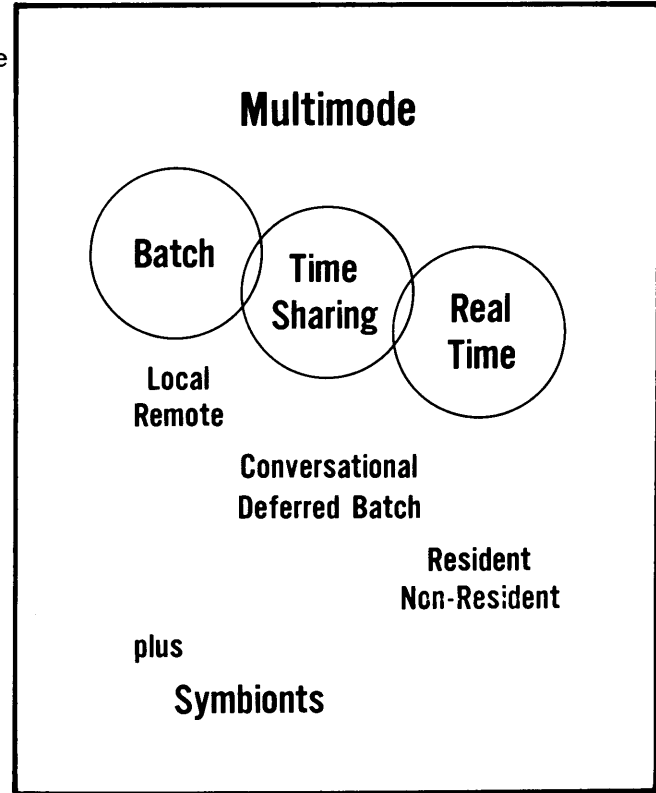 e
Multimode
Batch
Time
Sharing
Real
Time
Local
Remote
Conversational
Deferred Batch
Resident
Non-Resident
plus
Symbionts